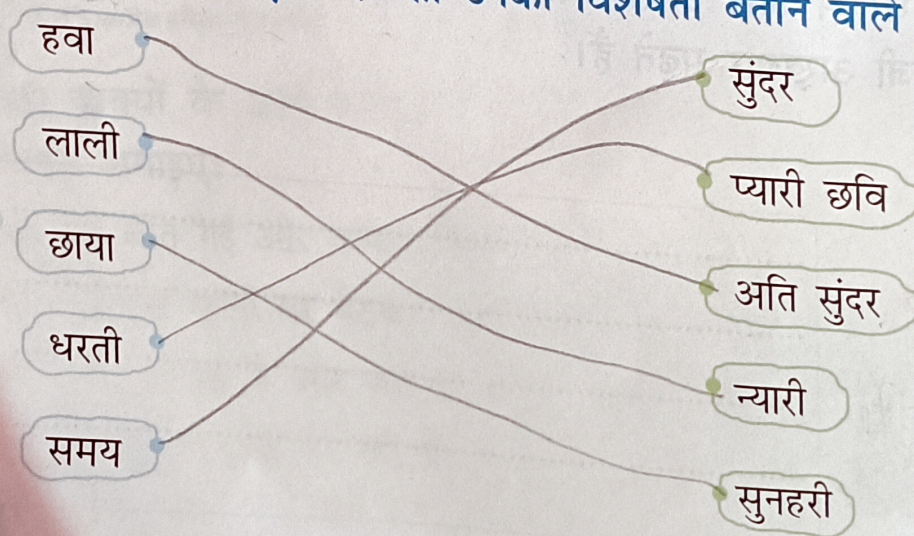 विशेषता बताने वाले
हवा
लाली
छाया
धरती
समय
सुंदर
प्यारी छवि
अति सुंदर
न्यारी
सुनहरी